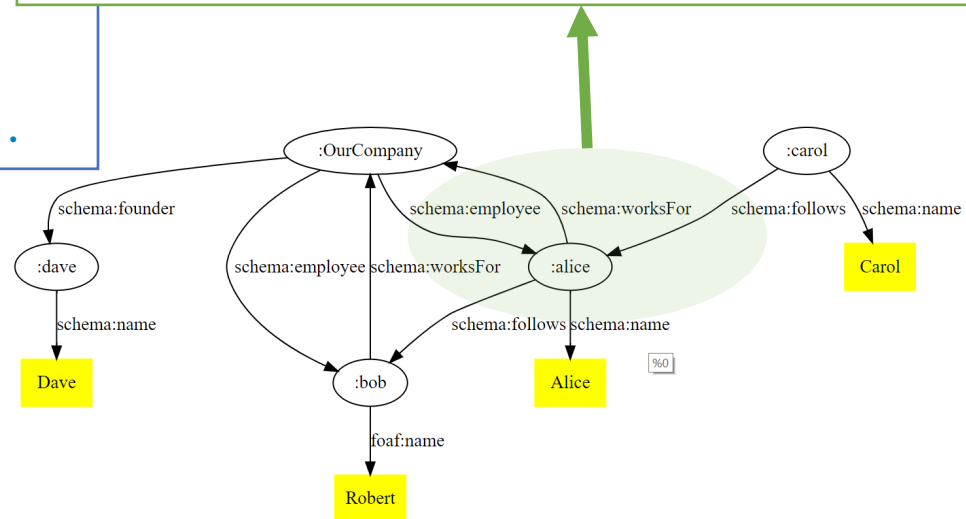 :OurCompany
:carol
schema:founder
schema:employee
schema:worksFor
schema:follows
schema:name
:dave
schema:employee
schema:worksFor
:alice
Carol
schema:name
schema:follows
schema:name
Dave
:bob
Alice
%0
foaf:name
Robert